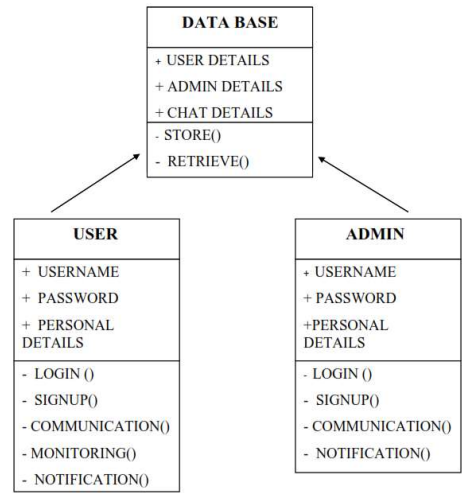 DATA BASE
+ USER DETAILS
+ ADMIN DETAILS
+ CHAT DETAILS
- STORE()
- RETRIEVE()
USER
+ USERNAME
+ PASSWORD
+ PERSONAL
DETAILS
- LOGIN ()
- SIGNUP()
- COMMUNICATION()
- MONITORING()
- NOTIFICATION()
ADMIN
+ USERNAME
+ PASSWORD
+PERSONAL
DETAILS
- LOGIN ()
- SIGNUP()
- COMMUNICATION()
- NOTIFICATION()